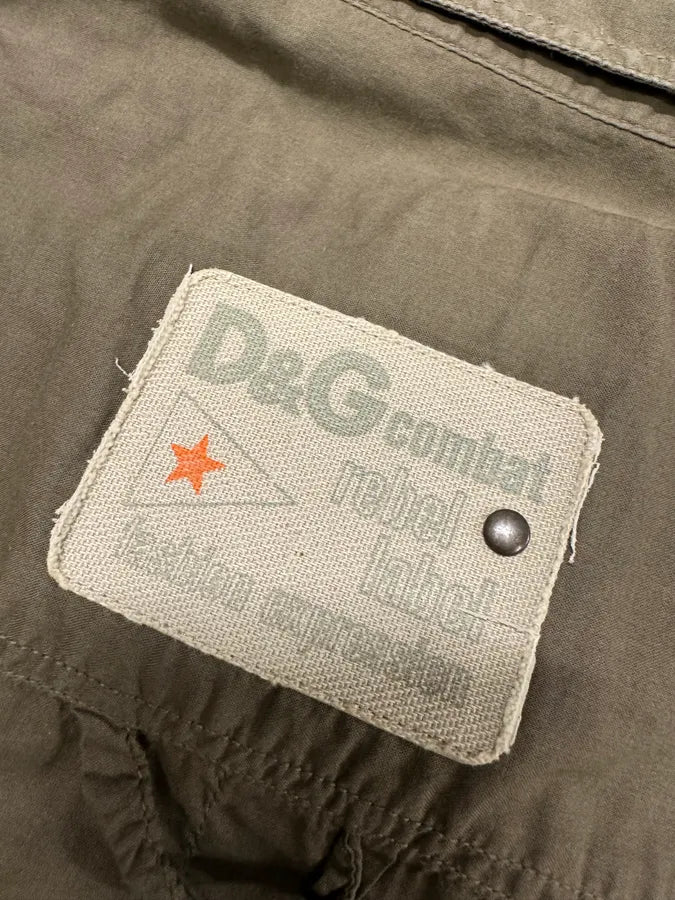 D&G combat
rebel
label
fashion expression